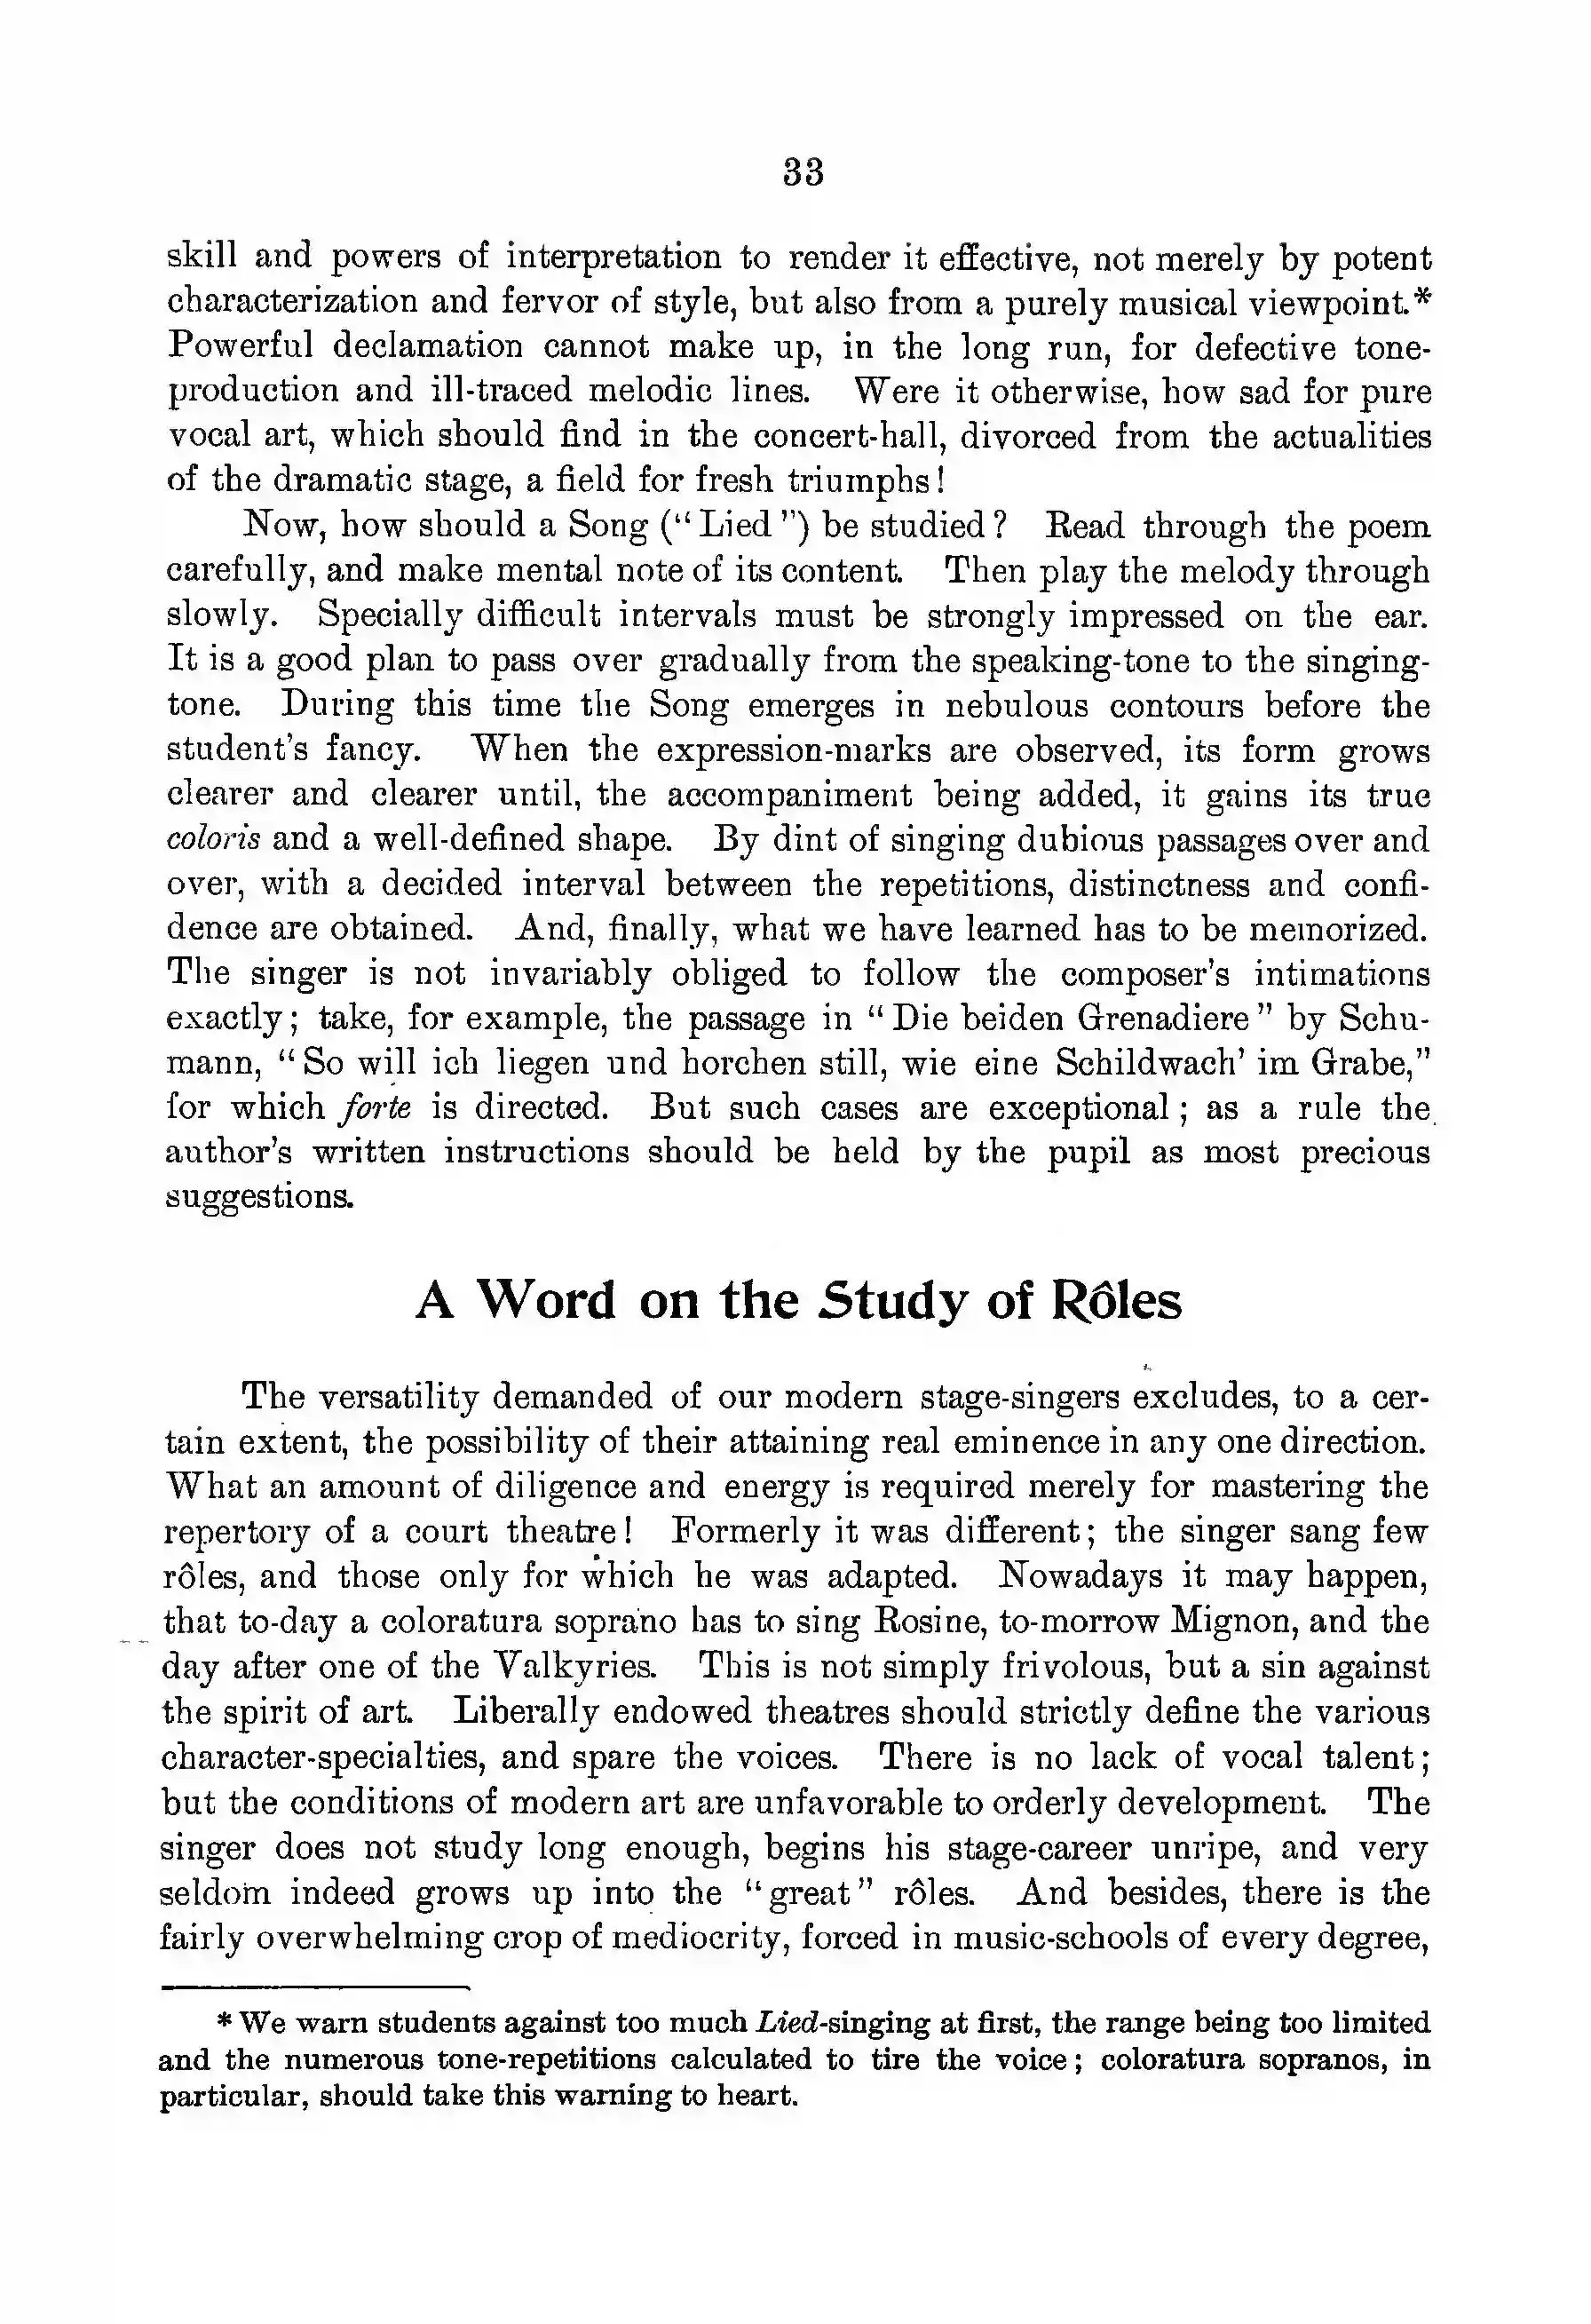 33
skill and powers of interpretation to render it effective, not merely by potent
characterization and fervor of style, but also from a purely musical viewpoint.*
Powerful declamation cannot make up, in the long run, for defective tone-
production and ill-traced melodic lines. Were it otherwise, how sad for pure
vocal art, which should find in the concert-hall, divorced from the actualities
of the dramatic stage, a field for fresh triumphs!
Now, how should a Song (“Lied”) be studied? Read through the poem
carefully, and make mental note of its content. Then play the melody through
slowly. Specially difficult intervals must be strongly impressed on the ear.
It is a good plan to pass over gradually from the speaking-tone to the singing-
tone. During this time the Song emerges in nebulous contours before the
student’s fancy. When the expression-marks are observed, its form grows
clearer and clearer until, the accompaniment being added, it gains its true
coloris and a well-defined shape. By dint of singing dubious passages over and
over, with a decided interval between the repetitions, distinctness and confi-
dence are obtained. And, finally, what we have learned has to be memorized.
The singer is not invariably obliged to follow the composer’s intimations
exactly; take, for example, the passage in “Die beiden Grenadiere” by Schu-
mann, “So will ich liegen und horchen still, wie eine Schildwach’ im Grabe,”
for which forte is directed. But such cases are exceptional; as a rule the
author’s written instructions should be held by the pupil as most precious
suggestions.
A Word on the Study of Rôles
The versatility demanded of our modern stage-singers excludes, to a cer-
tain extent, the possibility of their attaining real eminence in any one direction.
What an amount of diligence and energy is required merely for mastering the
repertory of a court theatre! Formerly it was different; the singer sang few
rôles, and those only for which he was adapted. Nowadays it may happen,
that to-day a coloratura soprano has to sing Rosine, to-morrow Mignon, and the
day after one of the Valkyries. This is not simply frivolous, but a sin against
the spirit of art. Liberally endowed theatres should strictly define the various
character-specialties, and spare the voices. There is no lack of vocal talent;
but the conditions of modern art are unfavorable to orderly development. The
singer does not study long enough, begins his stage-career unripe, and very
seldom indeed grows up into the “great” rôles. And besides, there is the
fairly overwhelming crop of mediocrity, forced in music-schools of every degree,
* We warn students against too much Lied-singing at first, the range being too limited
and the numerous tone-repetitions calculated to tire the voice; coloratura sopranos, in
particular, should take this warning to heart.